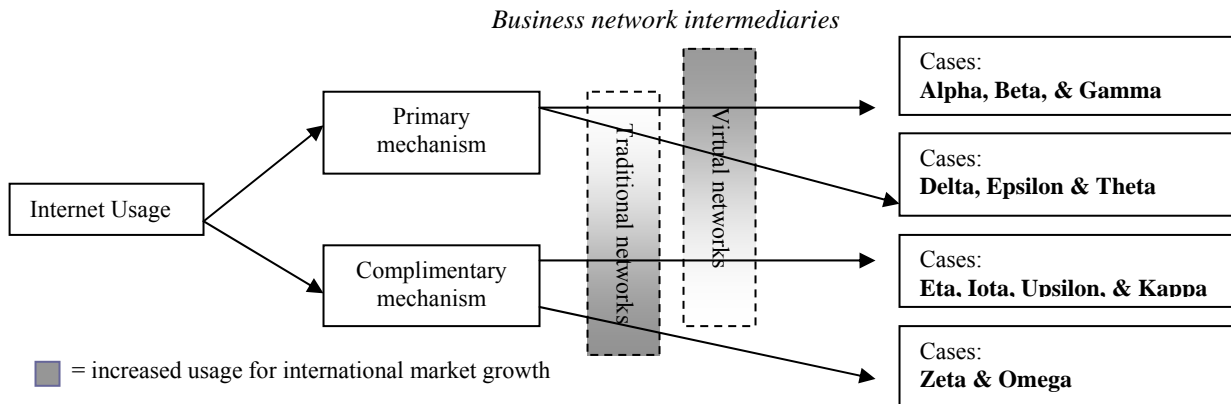 Business network intermediaries
Internet Usage
Primary
mechanism
Complimentary
mechanism
Traditional networks
Virtual networks
Cases:
Alpha, Beta, & Gamma
Cases:
Delta, Epsilon & Theta
Cases:
Eta, Iota, Upsilon, & Kappa
Cases:
Zeta & Omega
= increased usage for international market growth